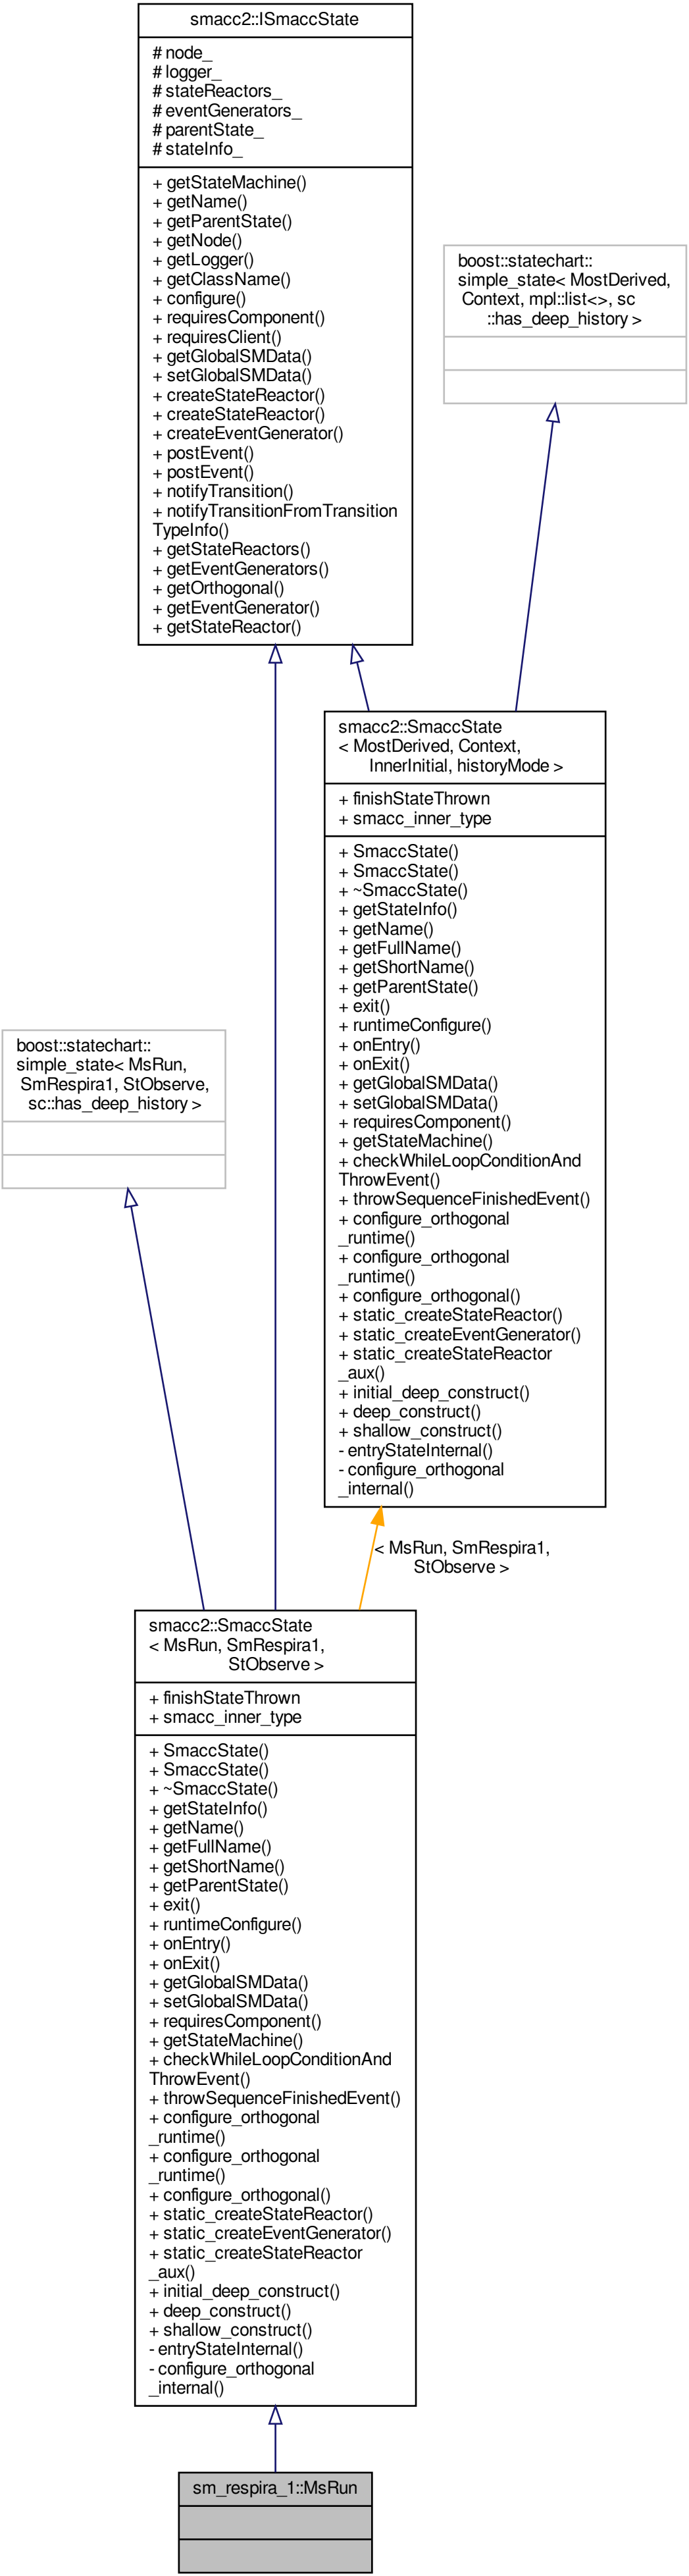 smacc2::ISmaccState
# node_
# logger_
# stateReactors_
# eventGenerators_
# parentState_
# stateInfo_
+ getStateMachine()
+ getName()
+ getParentState()
+ getNode()
+ getLogger()
+ getClassName()
+ configure()
+ requiresComponent()
+ requiresClient()
+ getGlobalSMData()
+ setGlobalSMData()
+ createStateReactor()
+ createStateReactor()
+ createEventGenerator()
+ postEvent()
+ postEvent()
+ notifyTransition()
+ notifyTransitionFromTransition
TypeInfo()
+ getStateReactors()
+ getEventGenerators()
+ getOrthogonal()
+ getEventGenerator()
+ getStateReactor()
boost::statechart::
simple_state< MostDerived,
Context, mpl::list<>, sc
::has_deep_history >
smacc2::SmaccState
< MostDerived, Context,
InnerInitial, historyMode >
+ finishStateThrown
+ smacc_inner_type
+ SmaccState()
+ SmaccState()
+ ~SmaccState()
+ getStateInfo()
+ getName()
+ getFullName()
+ getShortName()
+ getParentState()
+ exit()
+ runtimeConfigure()
+ onEntry()
+ onExit()
+ getGlobalSMData()
+ setGlobalSMData()
+ requiresComponent()
+ getStateMachine()
+ checkWhileLoopConditionAnd
ThrowEvent()
+ throwSequenceFinishedEvent()
+ configure_orthogonal
_runtime()
+ configure_orthogonal
_runtime()
+ configure_orthogonal()
+ static_createStateReactor()
+ static_createEventGenerator()
+ static_createStateReactor
_aux()
+ initial_deep_construct()
+ deep_construct()
+ shallow_construct()
- entryStateInternal()
- configure_orthogonal
_internal()
boost::statechart::
simple_state< MsRun,
SmRespira1, StObserve,
sc::has_deep_history >
< MsRun, SmRespira1,
StObserve >
smacc2::SmaccState
< MsRun, SmRespira1,
StObserve >
+ finishStateThrown
+ smacc_inner_type
+ SmaccState()
+ SmaccState()
+ ~SmaccState()
+ getStateInfo()
+ getName()
+ getFullName()
+ getShortName()
+ getParentState()
+ exit()
+ runtimeConfigure()
+ onEntry()
+ onExit()
+ getGlobalSMData()
+ setGlobalSMData()
+ requiresComponent()
+ getStateMachine()
+ checkWhileLoopConditionAnd
ThrowEvent()
+ throwSequenceFinishedEvent()
+ configure_orthogonal
_runtime()
+ configure_orthogonal
_runtime()
+ configure_orthogonal()
+ static_createStateReactor()
+ static_createEventGenerator()
+ static_createStateReactor
_aux()
+ initial_deep_construct()
+ deep_construct()
+ shallow_construct()
- entryStateInternal()
- configure_orthogonal
_internal()
sm_respira_1::MsRun